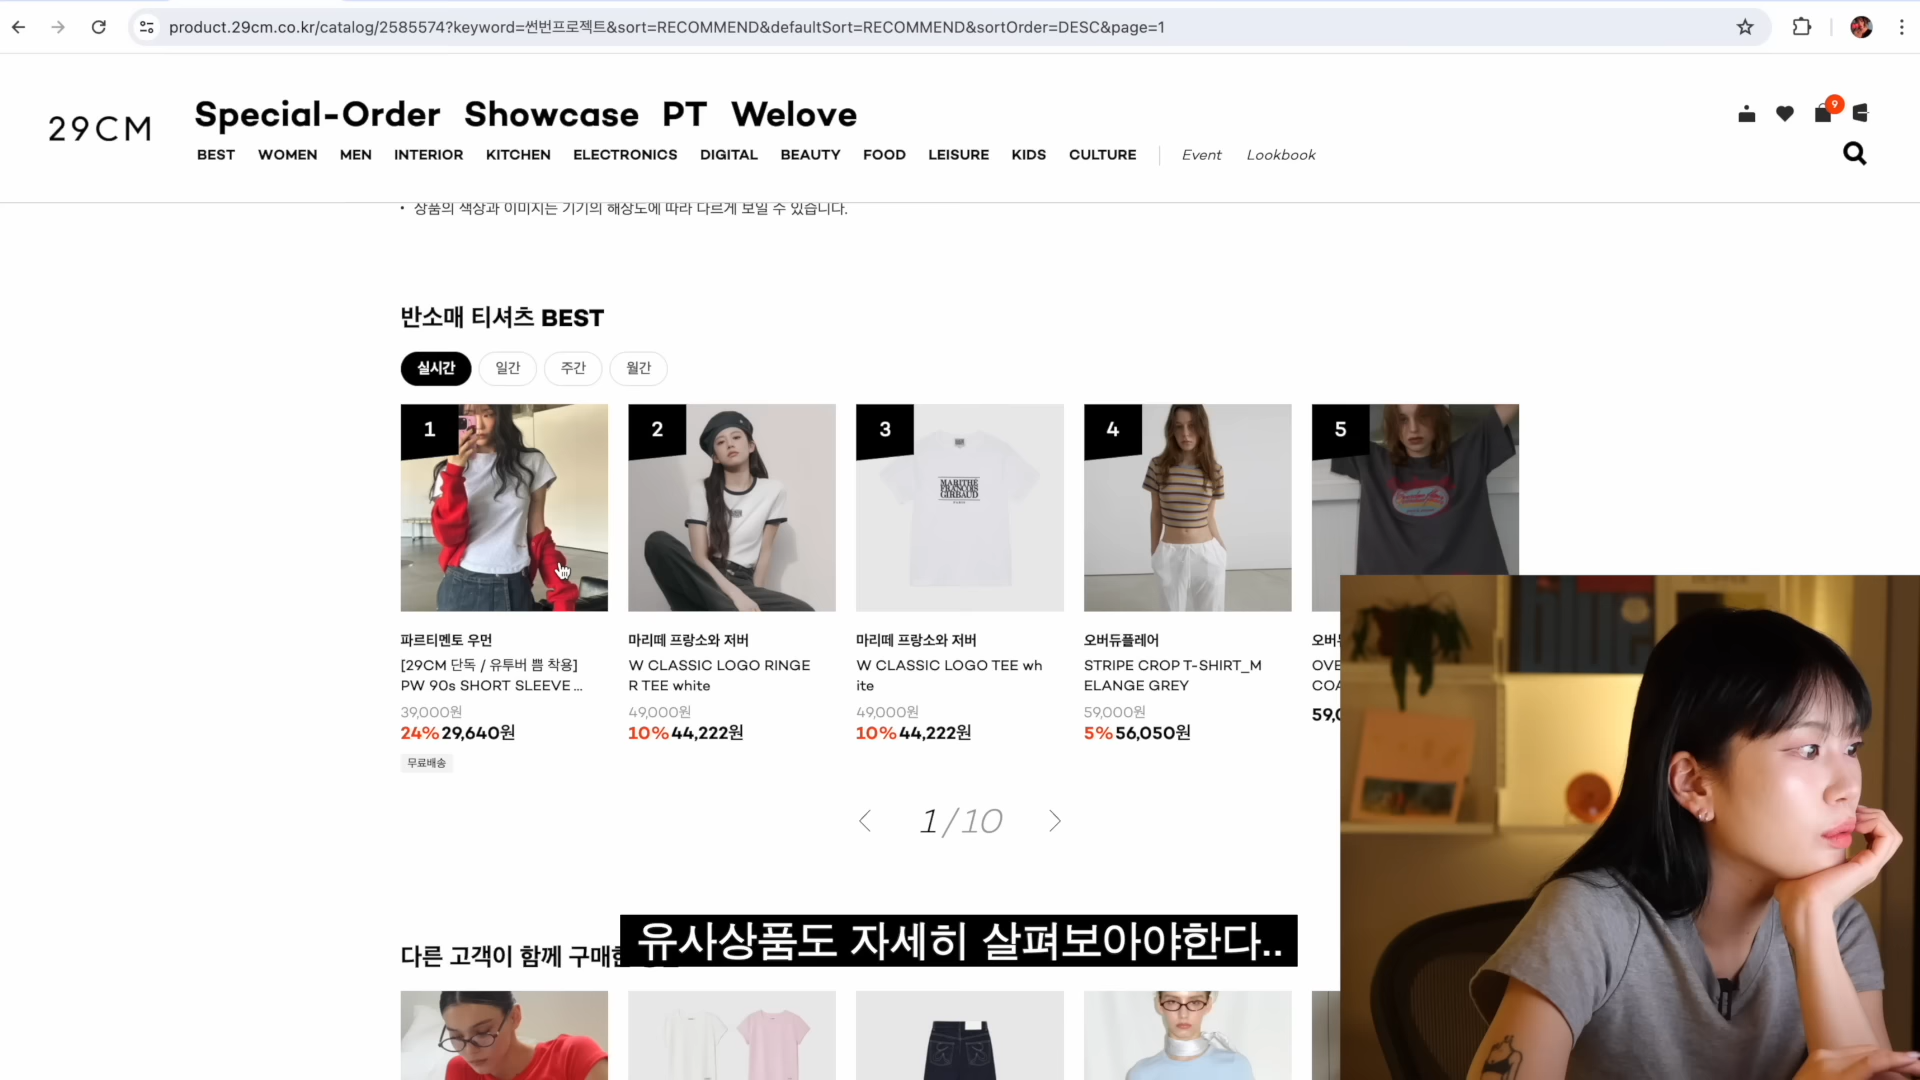 product.29cm.co.kr/catalog/2585574?keyword=썬번프로젝트&sort=RECOMMEND&defaultSort=RECOMMEND&sortOrder=DESC&page=1
29CM
Special-Order Showcase PT Welove
9
BEST WOMEN MEN INTERIOR KITCHEN ELECTRONICS DIGITAL BEAUTY FOOD LEISURE KIDS CULTURE Event Lookbook
• 상품의 색상과 이미지는 기기의 해상도에 따라 다르게 보일 수 있습니다.
반소매 티셔츠 BEST
실시간 일간 주간 월간
1
2
3
4
5
MARITHÉ
FRANCOIS
GIRBAUD
파르티멘토 우먼
[29CM 단독 / 유투버 쁨 착용]
PW 90s SHORT SLEEVE ...
39,000원
24% 29,640원
무료배송
마리떼 프랑소와 저버
W CLASSIC LOGO RINGE
R TEE white
49,000원
10% 44,222원
마리떼 프랑소와 저버
W CLASSIC LOGO TEE wh
ite
49,000원
10% 44,222원
오버듀플레어
STRIPE CROP T-SHIRT_M
ELANGE GREY
59,000원
5% 56,050원
오버
OVE
COA
59,0
1/10
다른 고객이 함께 구매한
유사상품도 자세히 살펴보아야한다..